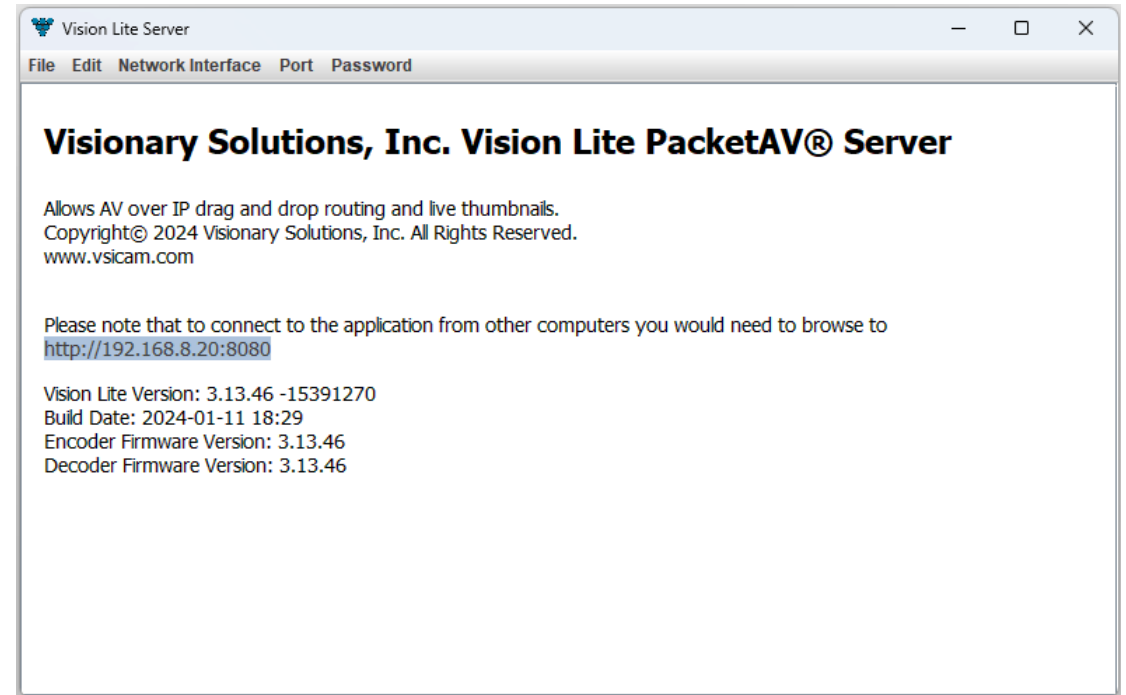 Vision Lite Server
File Edit Network Interface Port Password
Visionary Solutions, Inc. Vision Lite PacketAV® Server
Allows AV over IP drag and drop routing and live thumbnails.
Copyright© 2024 Visionary Solutions, Inc. All Rights Reserved.
www.vsicam.com
Please note that to connect to the application from other computers you would need to browse to
http://192.168.8.20:8080
Vision Lite Version: 3.13.46 -15391270
Build Date: 2024-01-11 18:29
Encoder Firmware Version: 3.13.46
Decoder Firmware Version: 3.13.46